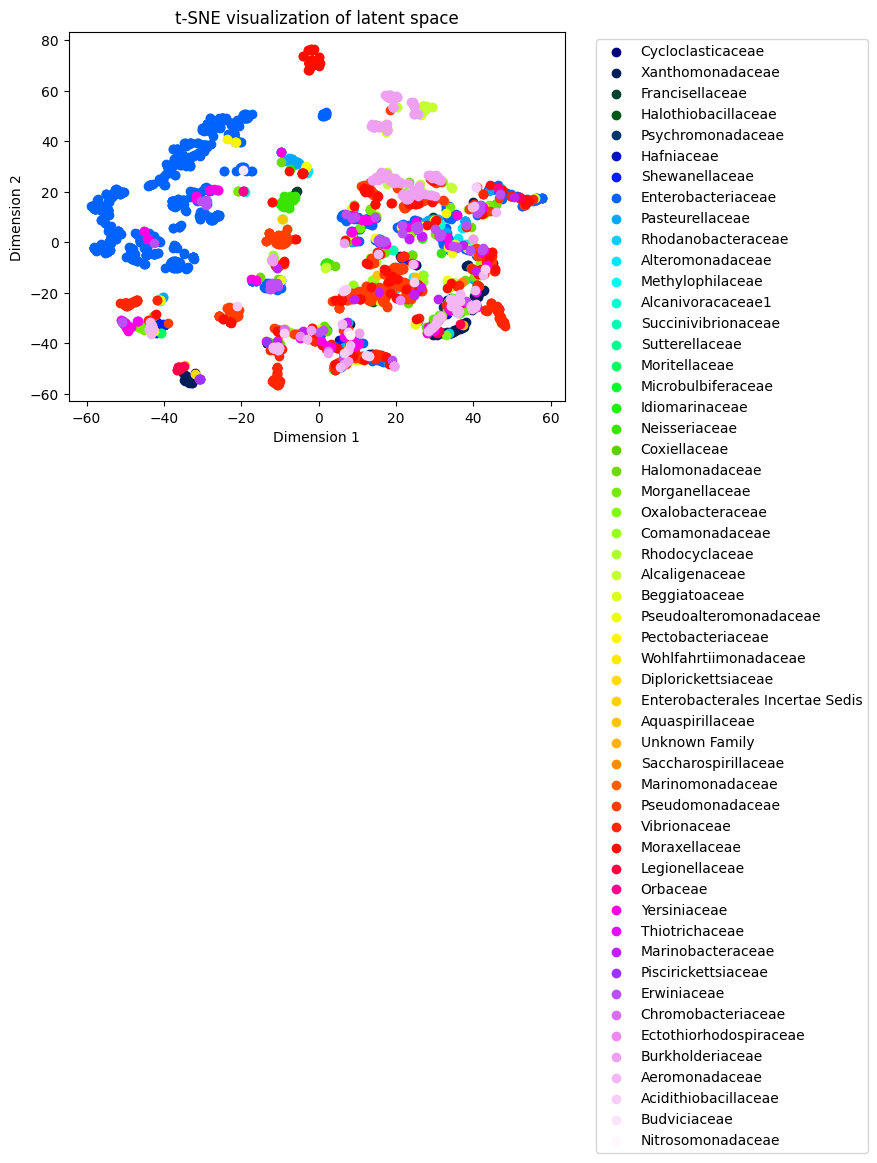 t-SNE visualization of latent space
80
60
40
20
0
−20
−40
−60
Dimension 2
−60
−40
−20
0
20
40
60
Dimension 1
Cycloclasticaceae
Xanthomonadaceae
Francisellaceae
Halothiobacillaceae
Psychromonadaceae
Hafniaceae
Shewanellaceae
Enterobacteriaceae
Pasteurellaceae
Rhodanobacteraceae
Alteromonadaceae
Methylophilaceae
Alcanivoracaceae1
Succinivibrionaceae
Sutterellaceae
Moritellaceae
Microbulbiferaceae
Idiomarinaceae
Neisseriaceae
Coxiellaceae
Halomonadaceae
Morganellaceae
Oxalobacteraceae
Comamonadaceae
Rhodocyclaceae
Alcaligenaceae
Beggiatoaceae
Pseudoalteromonadaceae
Pectobacteriaceae
Wohlfahrtiimonadaceae
Diplorickettsiaceae
Enterobacterales Incertae Sedis
Aquaspirillaceae
Unknown Family
Saccharospirillaceae
Marinomonadaceae
Pseudomonadaceae
Vibrionaceae
Moraxellaceae
Legionellaceae
Orbaceae
Yersiniaceae
Thiotrichaceae
Marinobacteraceae
Piscirickettsiaceae
Erwiniaceae
Chromobacteriaceae
Ectothiorhodospiraceae
Burkholderiaceae
Aeromonadaceae
Acidithiobacillaceae
Budviciaceae
Nitrosomonadaceae